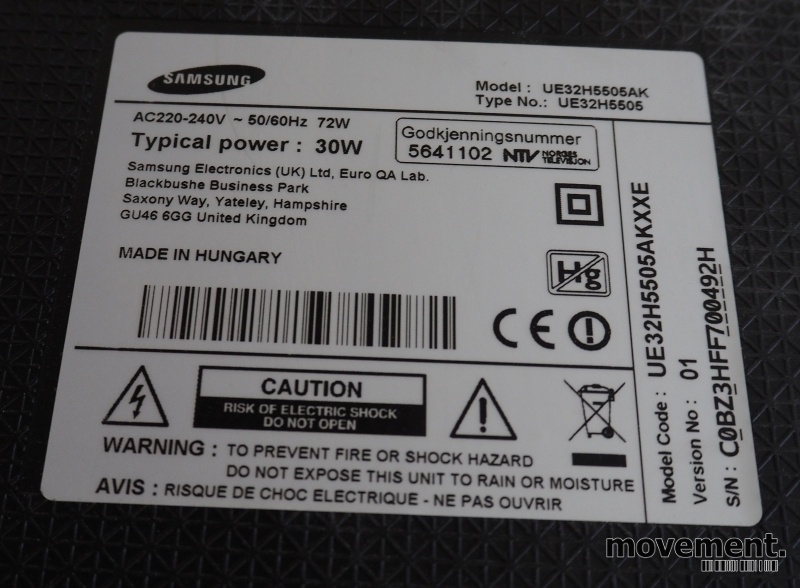 SAMSUNG
Model : UE32H5505AK
Type No.: UE32H5505
AC220-240V ~ 50/60Hz 72W
Typical power : 30W
Godkjenningsnummer
5641102 NTV NORGES TELEVISJON
Samsung Electronics (UK) Ltd, Euro QA Lab.
Blackbushe Business Park
Saxony Way, Yateley, Hampshire
GU46 6GG United Kingdom
MADE IN HUNGARY
Hg
CE
CAUTION
RISK OF ELECTRIC SHOCK
DO NOT OPEN
WARNING : TO PREVENT FIRE OR SHOCK HAZARD
DO NOT EXPOSE THIS UNIT TO RAIN OR MOISTURE
AVIS : RISQUE DE CHOC ELECTRIQUE - NE PAS OUVRIR
Model Code : UE32H5505AKXXE
Version No : 01
S/N : C0BZ3HFF700492H
movement.